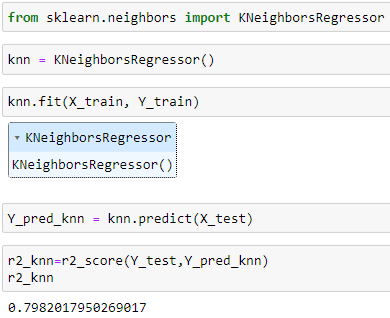 from sklearn.neighbors import KNeighborsRegressor
knn = KNeighborsRegressor()
knn.fit(X_train, Y_train)
KNeighborsRegressor
KNeighborsRegressor()
Y_pred_knn = knn.predict(X_test)
r2_knn=r2_score(Y_test,Y_pred_knn)
r2_knn
0.7982017950269017